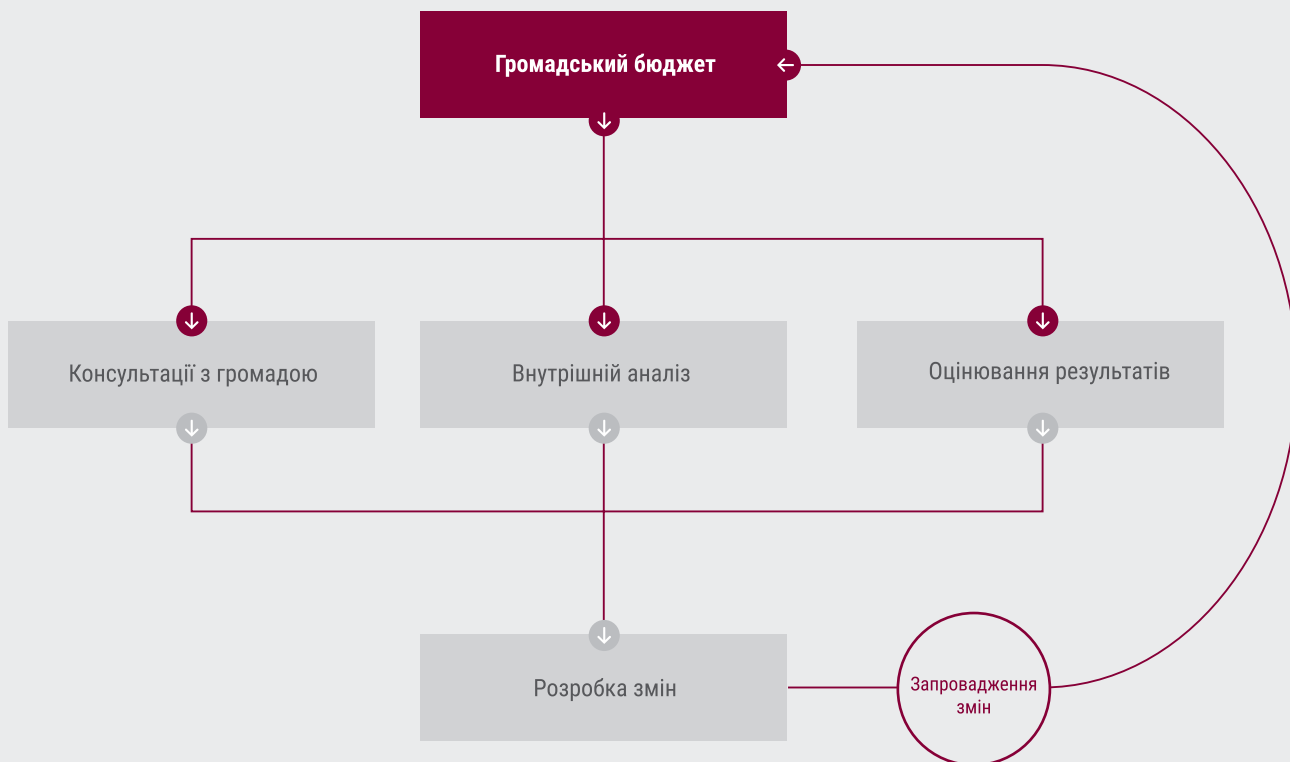 Громадський бюджет
Консультації з громадою
Внутрішній аналіз
Оцінювання результатів
Розробка змін
Запровадження
змін